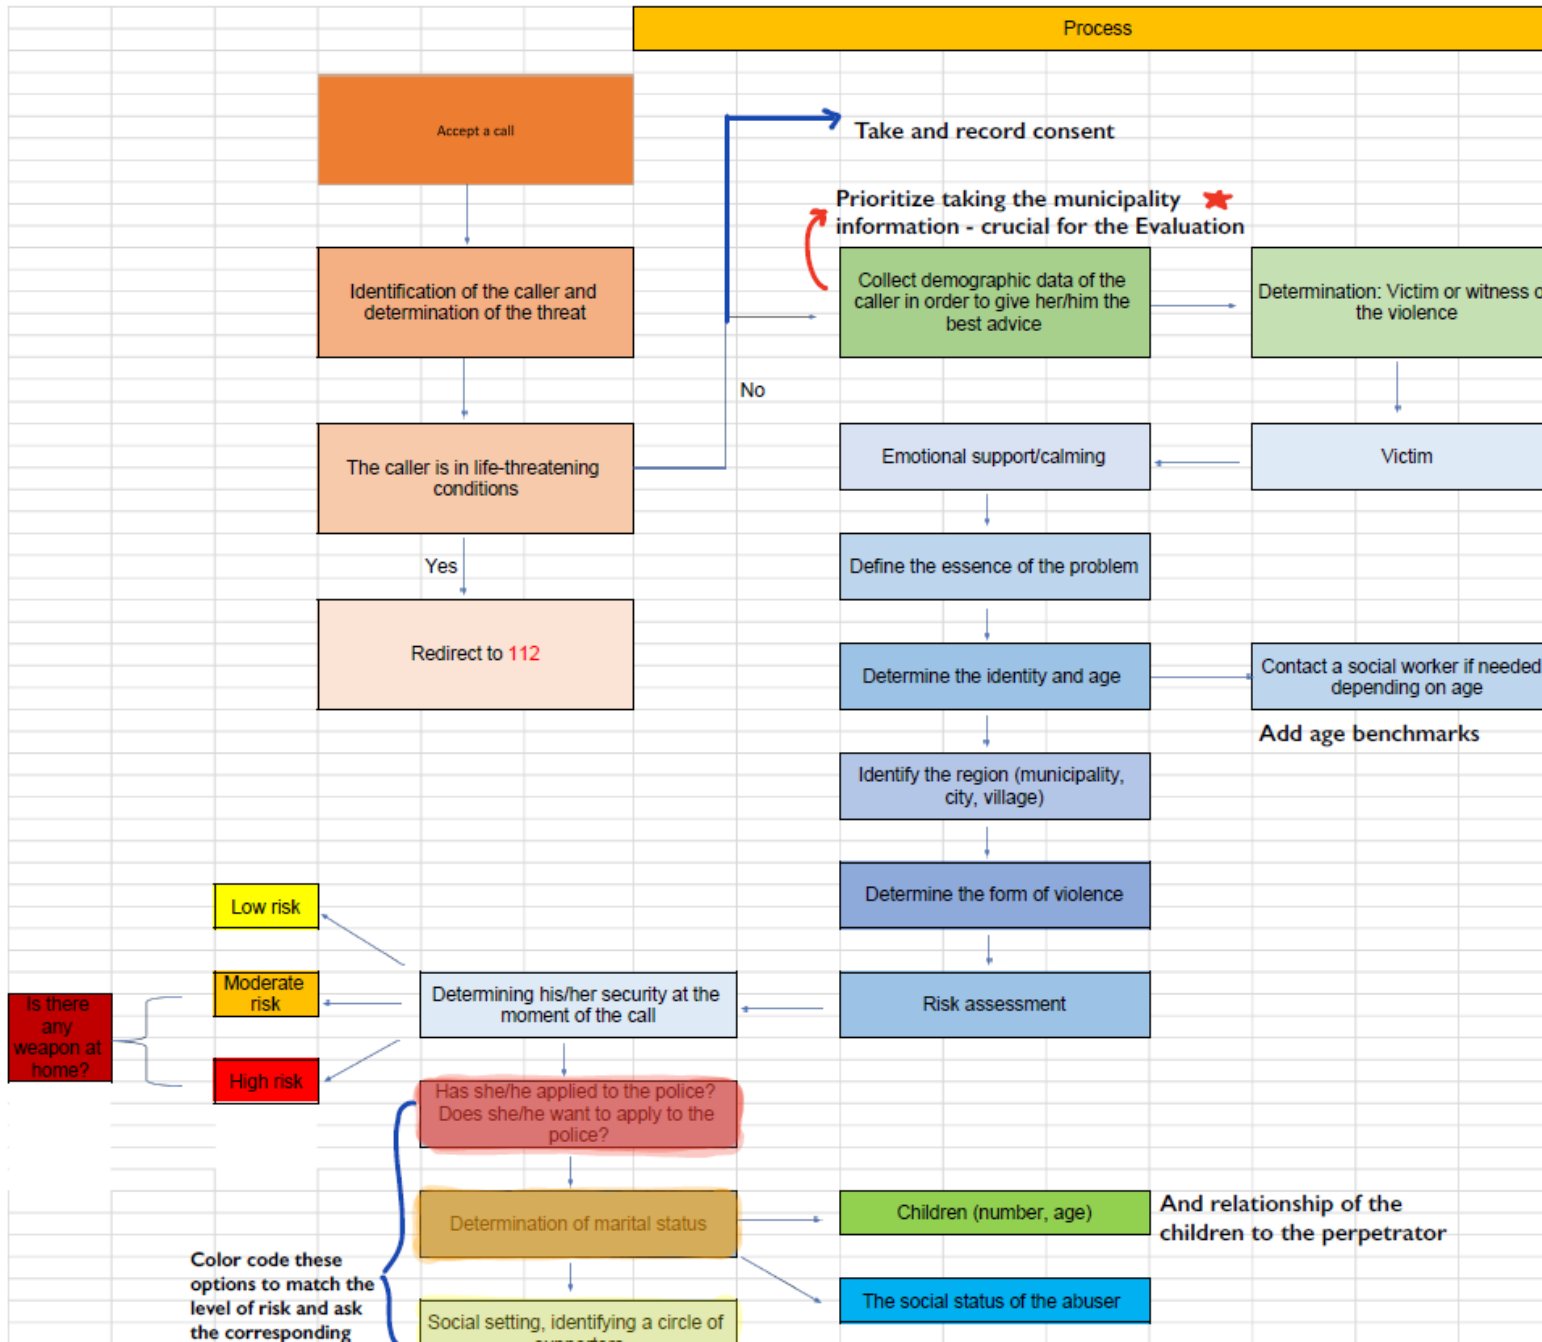 Process
Accept a call
Take and record consent
Prioritize taking the municipality
information - crucial for the Evaluation
Identification of the caller and
determination of the threat
Collect demographic data of the
caller in order to give her/him the
best advice
Determination: Victim or witness
the violence
No
The caller is in life-threatening
conditions
Emotional support/calming
Victim
Yes
Define the essence of the problem
Redirect to 112
Determine the identity and age
Contact a social worker if needed
depending on age
Add age benchmarks
Identify the region (municipality,
city, village)
Determine the form of violence
Low risk
Moderate
risk
High risk
Is there
any
weapon at
home?
Determining his/her security at the
moment of the call
Risk assessment
Has she/he applied to the police?
Does she/he want to apply to the
police?
Determination of marital status
Children (number, age)
And relationship of the
children to the perpetrator
Color code these
options to match the
level of risk and ask
the corresponding
The social status of the abuser
Social setting, identifying a circle of